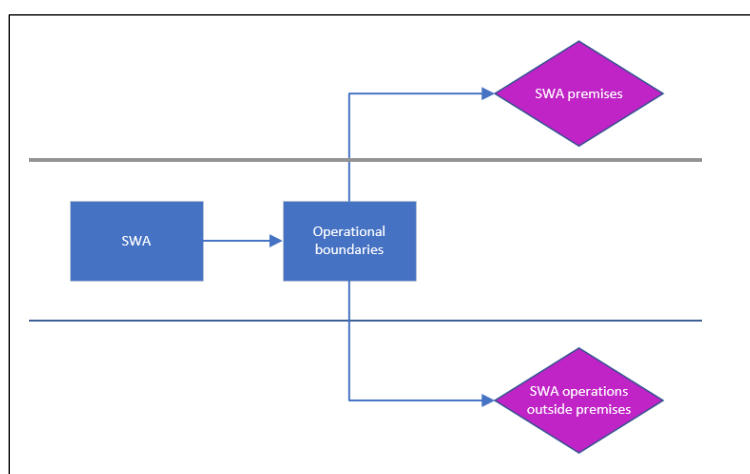 SWA premises
SWA
Operational
boundaries
SWA operations
outside premises